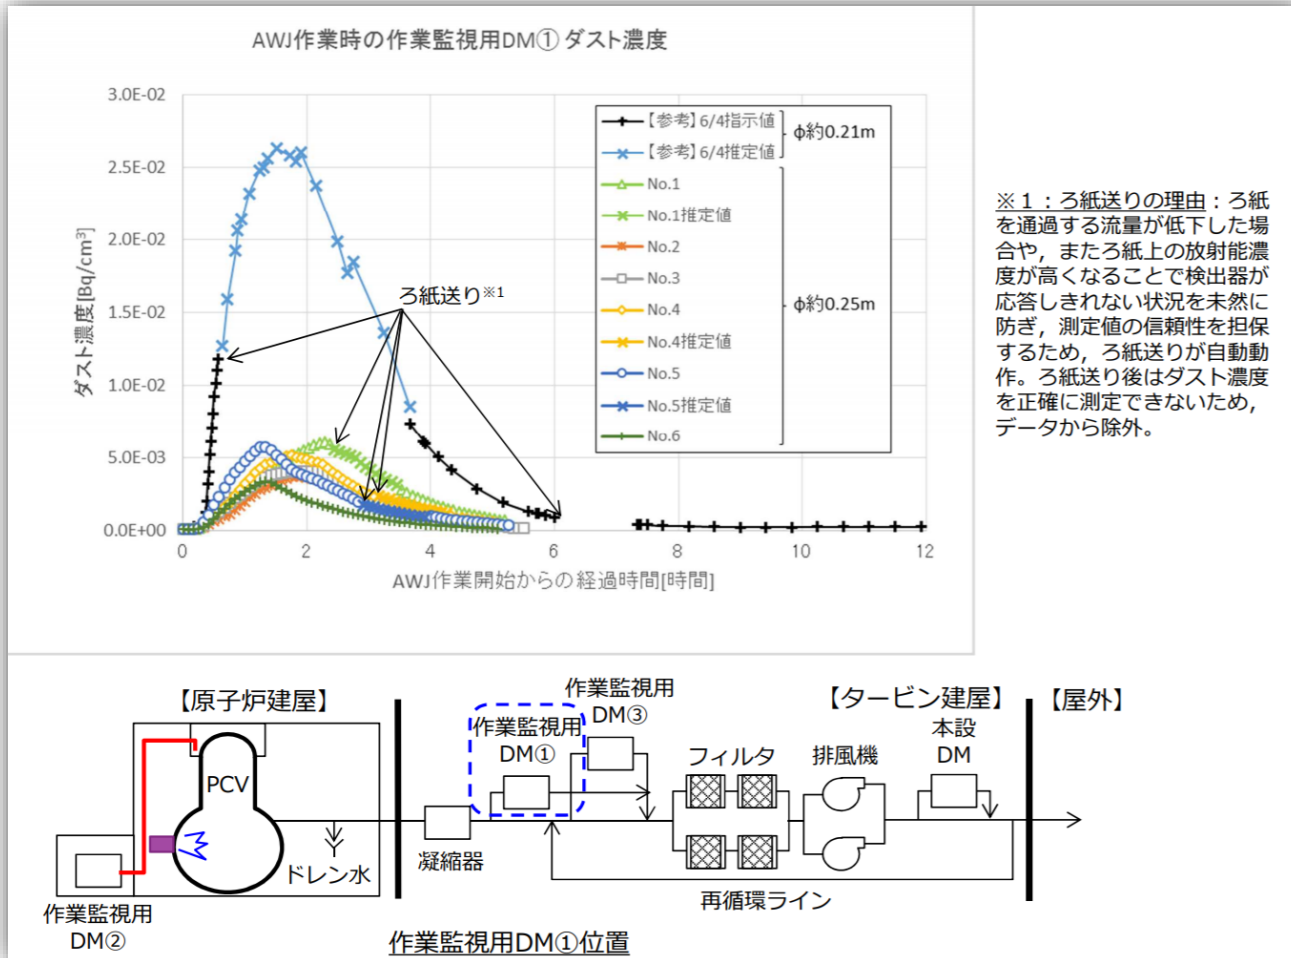 AWJ作業時の作業監視用DM① ダスト濃度
3.0E-02
2.5E-02
2.0E-02
1.5E-02
1.0E-02
5.0E-03
0.0E+00
ダスト濃度[Bq/cm³]
0
2
4
6
8
10
12
AWJ作業開始からの経過時間[時間]
ろ紙送り※1
【参考】6/4指示値
【参考】6/4推定値
φ約0.21m
No.1
No.1推定値
No.2
No.3
No.4
No.4推定値
No.5
No.5推定値
No.6
φ約0.25m
※1：ろ紙送りの理由：ろ紙
を通過する流量が低下した場
合や，またろ紙上の放射能濃
度が高くなることで検出器が
応答しきれない状況を未然に
防ぎ，測定値の信頼性を担保
するため，ろ紙送りが自動動
作。ろ紙送り後はダスト濃度
を正確に測定できないため，
データから除外。
【原子炉建屋】
作業監視用
DM③
【タービン建屋】
【屋外】
作業監視用
DM①
本設
DM
フィルタ
排風機
PCV
凝縮器
ドレン水
再循環ライン
作業監視用
DM②
作業監視用DM①位置